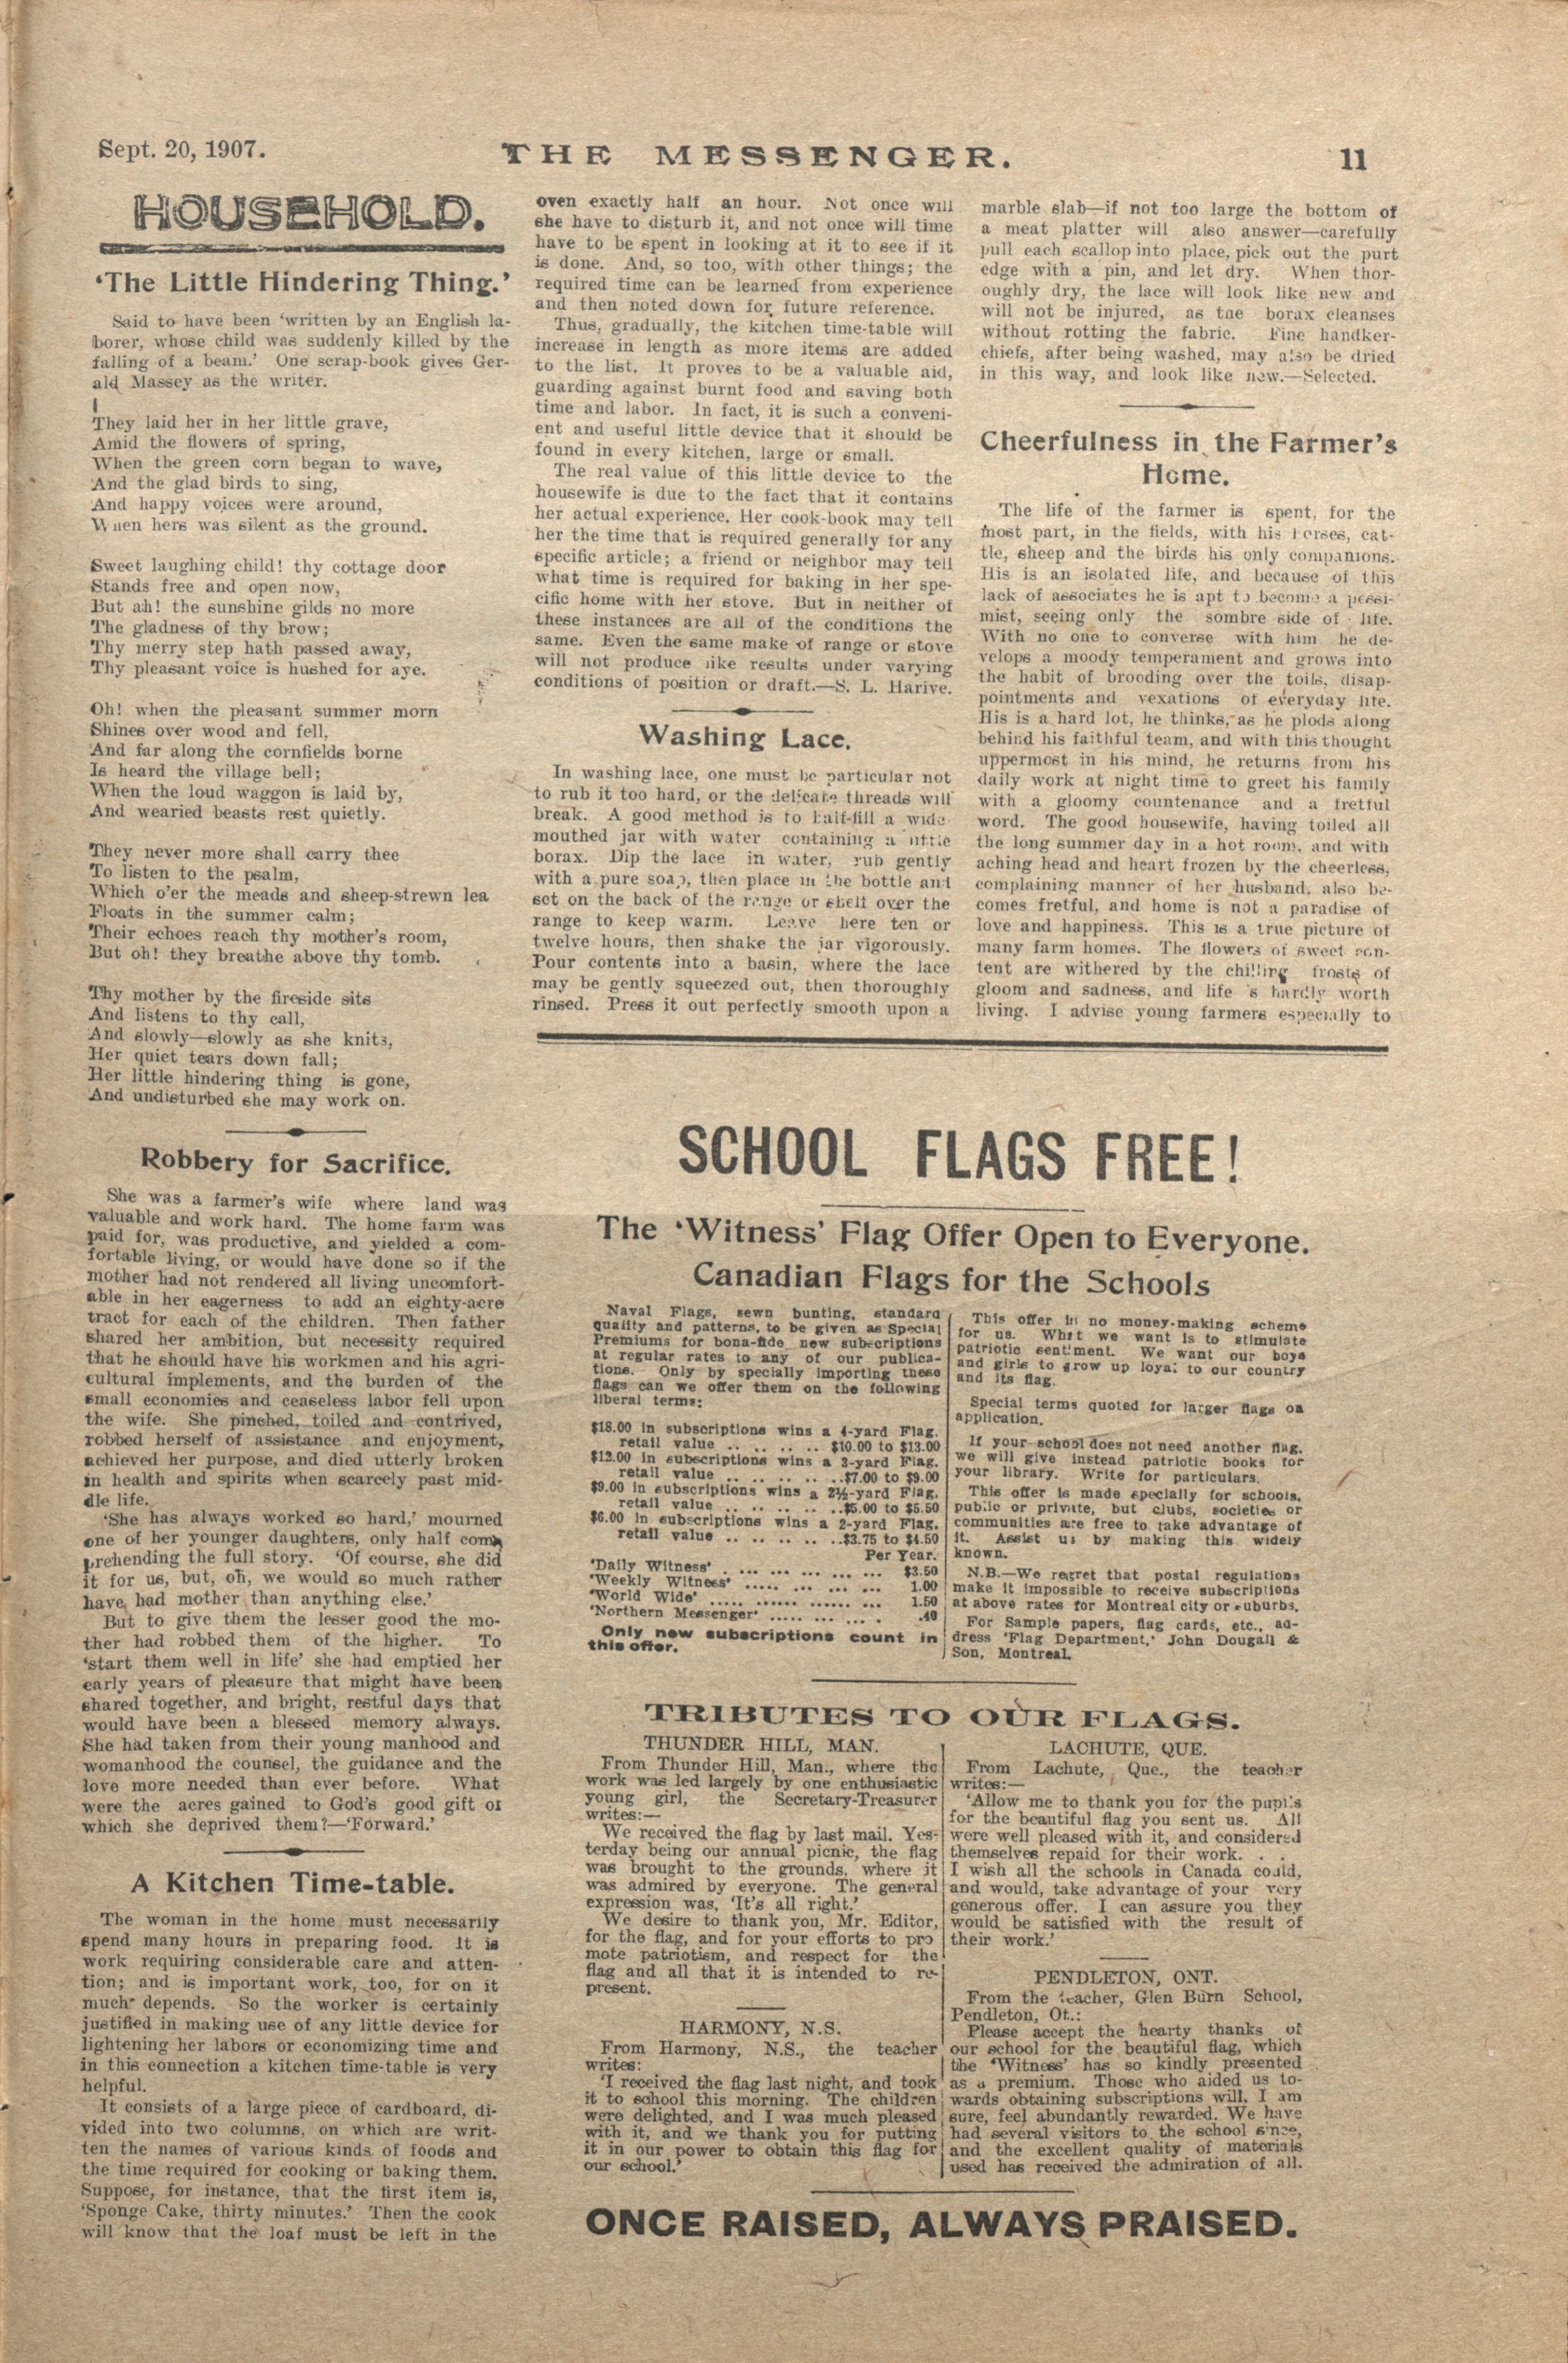 Sept. 20, 1907.
THE MESSENGER.
11
HOUSEHOLD.
'The Little Hindering Thing.'
Said to have been 'written by an English la-
borer, whose child was suddenly killed by the
falling of a beam.' One scrap-book gives Ger-
ald Massey as the writer.
They laid her in her little grave,
Amid the flowers of spring,
When the green corn began to wave,
And the glad birds to sing,
And happy voices were around,
When hers was silent as the ground.
Sweet laughing child! thy cottage door
Stands free and open now,
But ah! the sunshine gilds no more
The gladness of thy brow;
Thy merry step hath passed away,
Thy pleasant voice is hushed for aye.
Oh! when the pleasant summer morn
Shines over wood and fell,
And far along the cornfields borne
Is heard the village bell;
When the loud waggon is laid by,
And wearied beasts rest quietly.
They never more shall carry thee
To listen to the psalm,
Which o'er the meads and sheep-strewn lea
Floats in the summer calm;
Their echoes reach thy mother's room,
But oh! they breathe above thy tomb.
Thy mother by the fireside sits
And listens to thy call,
And slowly—slowly as she knits,
Her quiet tears down fall;
Her little hindering thing is gone,
And undisturbed she may work on.
Robbery for Sacrifice.
She was a farmer's wife where land was
valuable and work hard. The home farm was
paid for, was productive, and yielded a com-
fortable living, or would have done so if the
mother had not rendered all living uncomfort-
able in her eagerness to add an eighty-acre
tract for each of the children. Then father
shared her ambition, but necessity required
that he should have his workmen and his agri-
cultural implements, and the burden of the
small economies and ceaseless labor fell upon
the wife. She pinched, toiled and contrived,
robbed herself of assistance and enjoyment,
achieved her purpose, and died utterly broken
in health and spirits when scarcely past mid-
dle life.
'She has always worked so hard,' mourned
one of her younger daughters, only half com-
prehending the full story. 'Of course, she did
it for us, but, oh, we would so much rather
have had mother than anything else.'
But to give them the lesser good the mo-
ther had robbed them of the higher. To
'start them well in life' she had emptied her
early years of pleasure that might have been
shared together, and bright, restful days that
would have been a blessed memory always.
She had taken from their young manhood and
womanhood the counsel, the guidance and the
love more needed than ever before. What
were the acres gained to God's good gift of
which she deprived them?—'Forward.'
A Kitchen Time-table.
The woman in the home must necessarily
spend many hours in preparing food. It is
work requiring considerable care and atten-
tion; and is important work, too, for on it
much depends. So the worker is certainly
justified in making use of any little device for
lightening her labors or economizing time and
in this connection a kitchen time-table is very
helpful.
It consists of a large piece of cardboard, di-
vided into two columns, on which are writ-
ten the names of various kinds of foods and
the time required for cooking or baking them.
Suppose, for instance, that the first item is,
'Sponge Cake, thirty minutes.' Then the cook
will know that the loaf must be left in the
oven exactly half an hour. Not once will
she have to disturb it, and not once will time
have to be spent in looking at it to see if it
is done. And, so too, with other things; the
required time can be learned from experience
and then noted down for future reference.
Thus, gradually, the kitchen time-table will
increase in length as more items are added
to the list. It proves to be a valuable aid,
guarding against burnt food and saving both
time and labor. In fact, it is such a conveni-
ent and useful little device that it should be
found in every kitchen, large or small.
The real value of this little device to the
housewife is due to the fact that it contains
her actual experience. Her cook-book may tell
her the time that is required generally for any
specific article; a friend or neighbor may tell
what time is required for baking in her spe-
cific home with her stove. But in neither of
these instances are all of the conditions the
same. Even the same make of range or stove
will not produce like results under varying
conditions of position or draft.—S. L. Harive.
Washing Lace.
In washing lace, one must be particular not
to rub it too hard, or the delicate threads will
break. A good method is to half-fill a wide
mouthed jar with water containing a little
borax. Dip the lace in water, rub gently
with a pure soap, then place in the bottle and
set on the back of the range or shelf over the
range to keep warm. Leave here ten or
twelve hours, then shake the jar vigorously.
Pour contents into a basin, where the lace
may be gently squeezed out, then thoroughly
rinsed. Press it out perfectly smooth upon a
marble slab—if not too large the bottom of
a meat platter will also answer—carefully
pull each scallop into place, pick out the purt
edge with a pin, and let dry. When thor-
oughly dry, the lace will look like new and
will not be injured, as the borax cleanses
without rotting the fabric. Fine handker-
chiefs, after being washed, may also be dried
in this way, and look like new.—Selected.
Cheerfulness in the Farmer's
Home.
The life of the farmer is spent, for the
most part, in the fields, with his horses, cat-
tle, sheep and the birds his only companions.
His is an isolated life, and because of this
lack of associates he is apt to become a pessi-
mist, seeing only the sombre side of life.
With no one to converse with him he de-
velops a moody temperament and grows into
the habit of brooding over the toils, disap-
pointments and vexations of everyday life.
His is a hard lot, he thinks, as he plods along
behind his faithful team, and with this thought
uppermost in his mind, he returns from his
daily work at night time to greet his family
with a gloomy countenance and a fretful
word. The good housewife, having toiled all
the long summer day in a hot room, and with
aching head and heart frozen by the cheerless,
complaining manner of her husband, also be-
comes fretful, and home is not a paradise of
love and happiness. This is a true picture of
many farm homes. The flowers of sweet con-
tent are withered by the chilling frosts of
gloom and sadness, and life is hardly worth
living. I advise young farmers especially to
SCHOOL FLAGS FREE!
The 'Witness' Flag Offer Open to Everyone.
Canadian Flags for the Schools
Naval Flags, sewn bunting, standard
quality and patterns, to be given as Special
Premiums for bona-fide new subscriptions
at regular rates to any of our publica-
tions. Only by specially importing these
flags can we offer them on the following
liberal terms:
$18.00 in subscriptions wins a 4-yard Flag.
retail value .. .. .. .. .. $10.00 to $13.00
$12.00 in subscriptions wins a 3-yard Flag.
retail value .. .. .. .. .. ..$7.00 to $9.00
$9.00 in subscriptions wins a 2½-yard Flag,
retail value .. .. .. .. .. ..$5.00 to $5.50
$6.00 in subscriptions wins a 2-yard Flag,
retail value .. .. .. .. .. ..$3.75 to $4.50
Per Year.
'Daily Witness' . ... ... ... ... ... $3.50
'Weekly Witness' ..... ... ... ... 1.00
'World Wide' ..... ...... ...... ... 1.50
'Northern Messenger' ..... ... ... . .40
Only new subscriptions count in
this offer.
This offer is no money-making scheme
for us. What we want is to stimulate
patriotic sentiment. We want our boys
and girls to grow up loyal to our country
and its flag.
Special terms quoted for larger flags on
application.
If your school does not need another flag,
we will give instead patriotic books for
your library. Write for particulars.
This offer is made specially for schools,
public or private, but clubs, societies or
communities are free to take advantage of
it. Assist us by making this widely
known.
N.B.—We regret that postal regulations
make it impossible to receive subscriptions
at above rates for Montreal city or suburbs.
For Sample papers, flag cards, etc., ad-
dress 'Flag Department,' John Dougall &
Son, Montreal.
TRIBUTES TO OUR FLAGS.
THUNDER HILL, MAN.
From Thunder Hill, Man., where the
work was led largely by one enthusiastic
young girl, the Secretary-Treasurer
writes:—
We received the flag by last mail. Yes-
terday being our annual picnic, the flag
was brought to the grounds, where it
was admired by everyone. The general
expression was, 'It's all right.'
We desire to thank you, Mr. Editor,
for the flag, and for your efforts to pro
mote patriotism, and respect for the
flag and all that it is intended to re-
present.
HARMONY, N.S.
From Harmony, N.S., the teacher
writes:
'I received the flag last night, and took
it to school this morning. The children
were delighted, and I was much pleased
with it, and we thank you for putting
it in our power to obtain this flag for
our school.'
LACHUTE, QUE.
From Lachute, Que., the teacher
writes:—
'Allow me to thank you for the pupils
for the beautiful flag you sent us. All
were well pleased with it, and considered
themselves repaid for their work. . .
I wish all the schools in Canada could,
and would, take advantage of your very
generous offer. I can assure you they
would be satisfied with the result of
their work.'
PENDLETON, ONT.
From the teacher, Glen Burn School,
Pendleton, Ot.:
Please accept the hearty thanks of
our school for the beautiful flag, which
the 'Witness' has so kindly presented
as a premium. Those who aided us to-
wards obtaining subscriptions will, I am
sure, feel abundantly rewarded. We have
had several visitors to the school since,
and the excellent quality of materials
used has received the admiration of all.
ONCE RAISED, ALWAYS PRAISED.